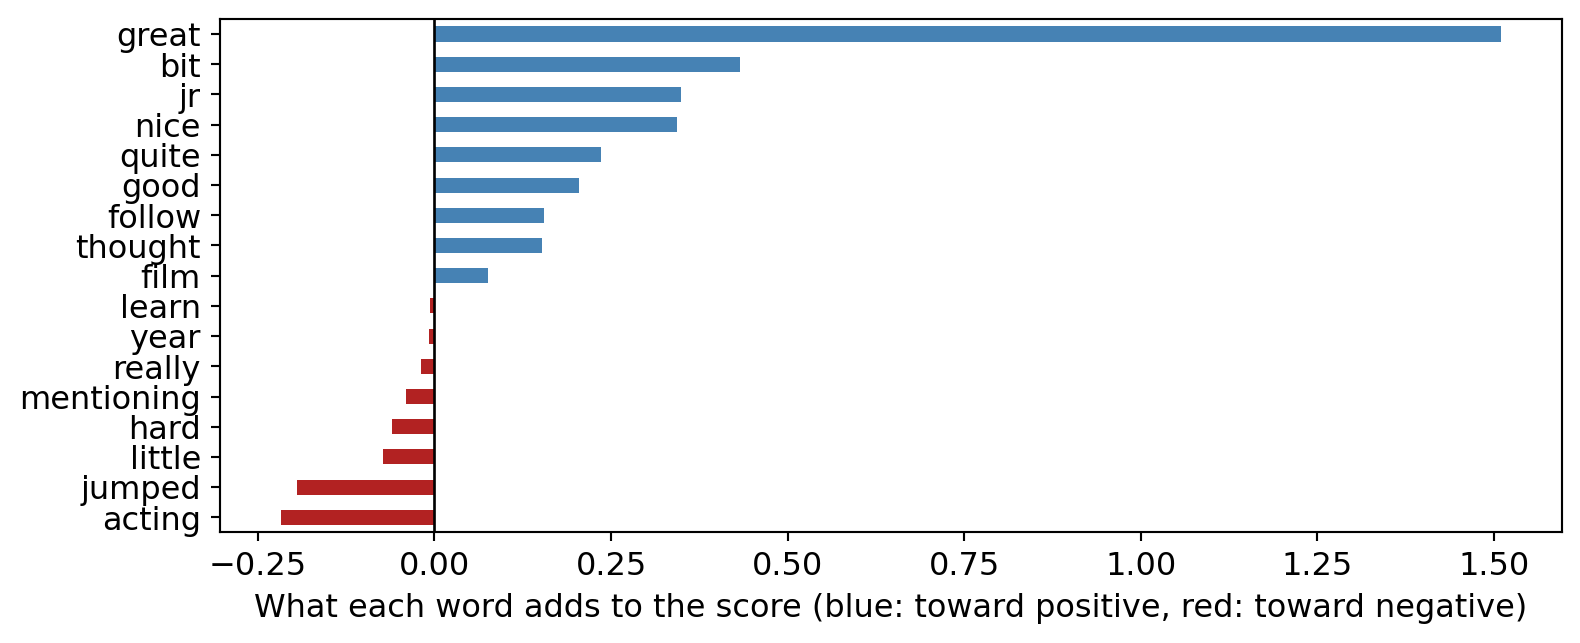 great
bit
jr
nice
quite
good
follow
thought
film
learn
year
really
mentioning
hard
little
jumped
acting
−0.25 0.00 0.25 0.50 0.75 1.00 1.25 1.50
What each word adds to the score (blue: toward positive, red: toward negative)